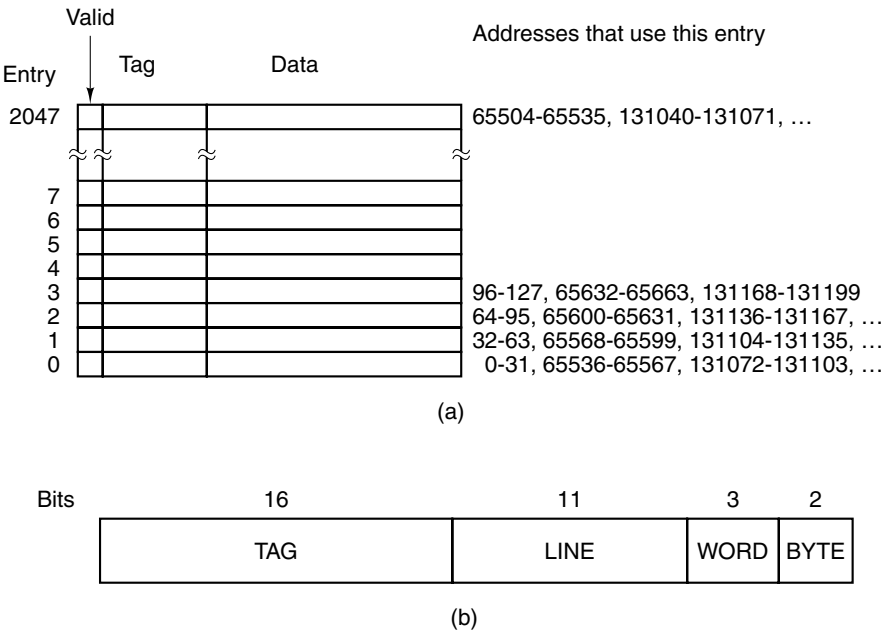 Valid
Addresses that use this entry
Entry Tag Data
2047 65504-65535, 131040-131071, …
7
6
5
4
3 96-127, 65632-65663, 131168-131199
2 64-95, 65600-65631, 131136-131167, …
1 32-63, 65568-65599, 131104-131135, …
0 0-31, 65536-65567, 131072-131103, …
(a)
Bits 16 11 3 2
TAG LINE WORD BYTE
(b)